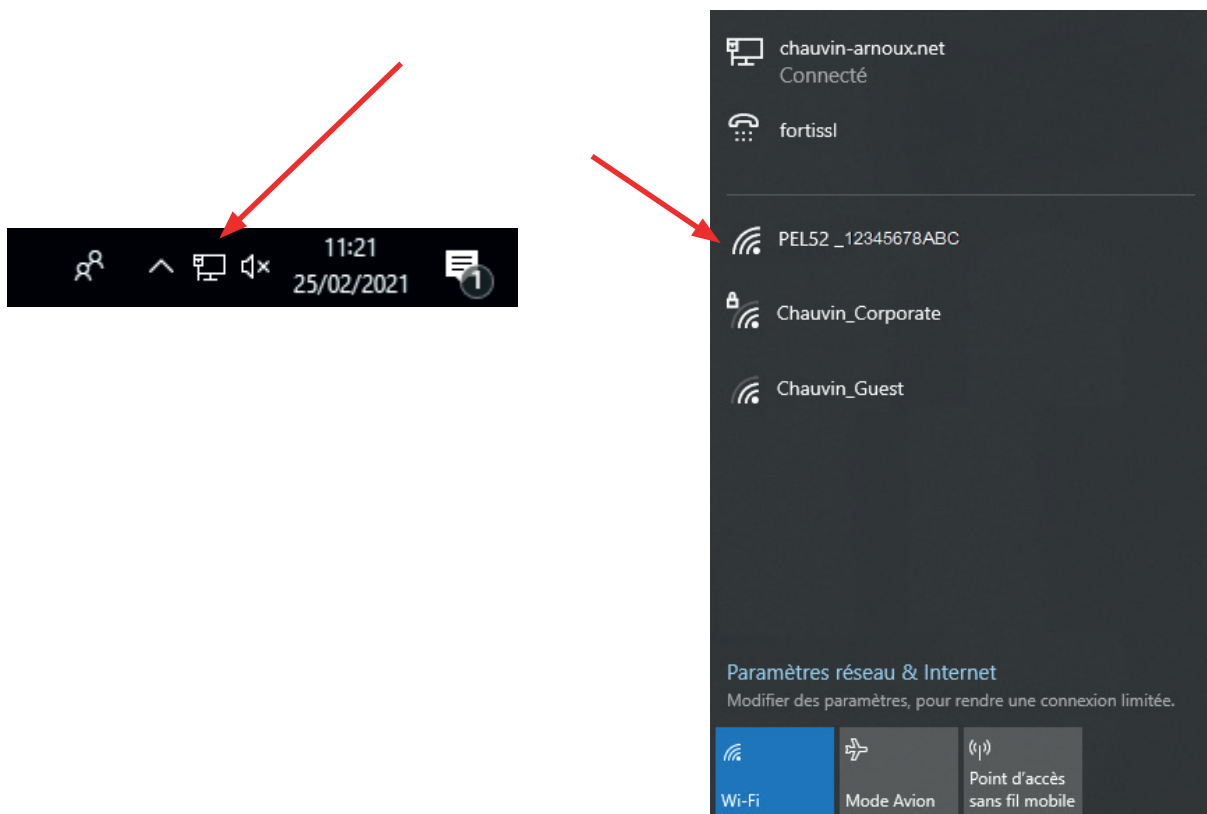 11:21
25/02/2021
1
chauvin-arnoux.net
Connecté
fortissl
PEL52 _12345678ABC
Chauvin_Corporate
Chauvin_Guest
Paramètres réseau & Internet
Modifier des paramètres, pour rendre une connexion limitée.
Wi-Fi
Mode Avion
Point d'accès
sans fil mobile